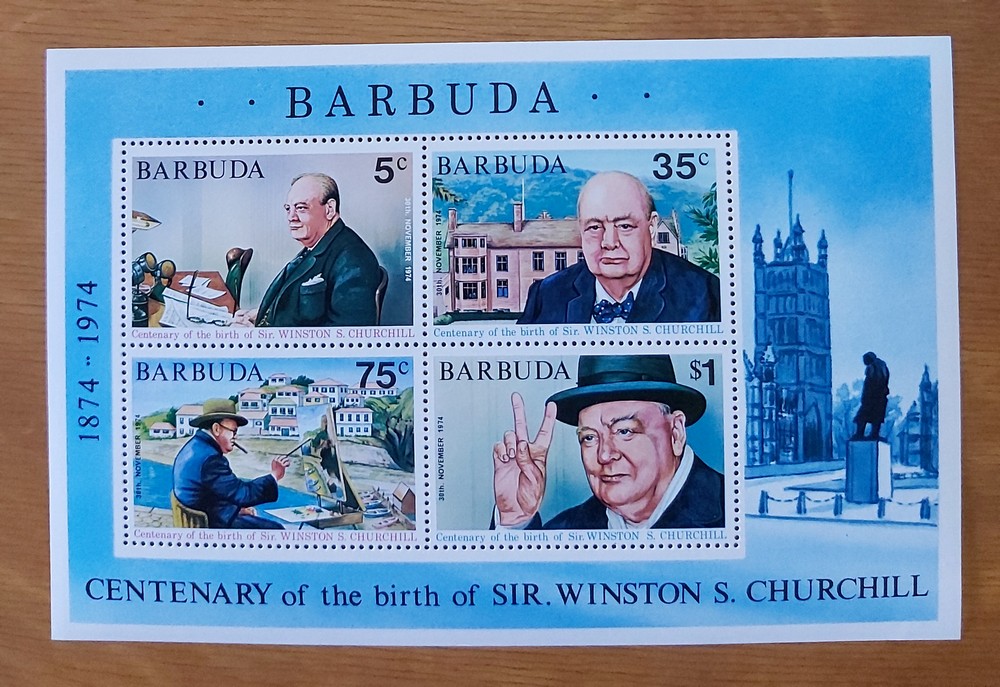 · · BARBUDA · ·
1874 ·· 1974
BARBUDA 5c
30th. NOVEMBER 1974
Centenary of the birth of Sir. WINSTON S. CHURCHILL
BARBUDA 35c
30th. NOVEMBER 1974
Centenary of the birth of Sir. WINSTON S. CHURCHILL
BARBUDA 75c
30th. NOVEMBER 1974
Centenary of the birth of Sir. WINSTON S. CHURCHILL
BARBUDA $1
30th. NOVEMBER 1974
Centenary of the birth of Sir. WINSTON S. CHURCHILL
CENTENARY of the birth of SIR. WINSTON S. CHURCHILL